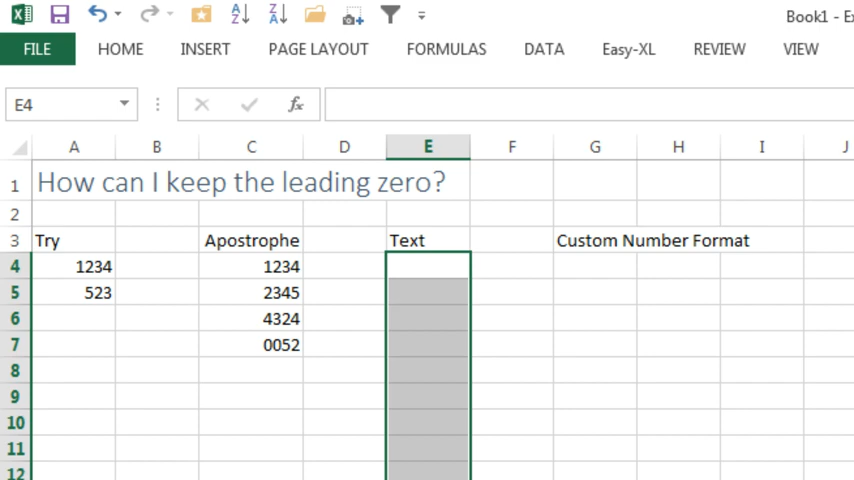 Book1 - E
FILE HOME INSERT PAGE LAYOUT FORMULAS DATA Easy-XL REVIEW VIEW
E4 fx
A B C D E F G H I J
1 How can I keep the leading zero?
2
3 Try Apostrophe Text Custom Number Format
4 1234 1234
5 523 2345
6 4324
7 0052
8
9
10
11
12